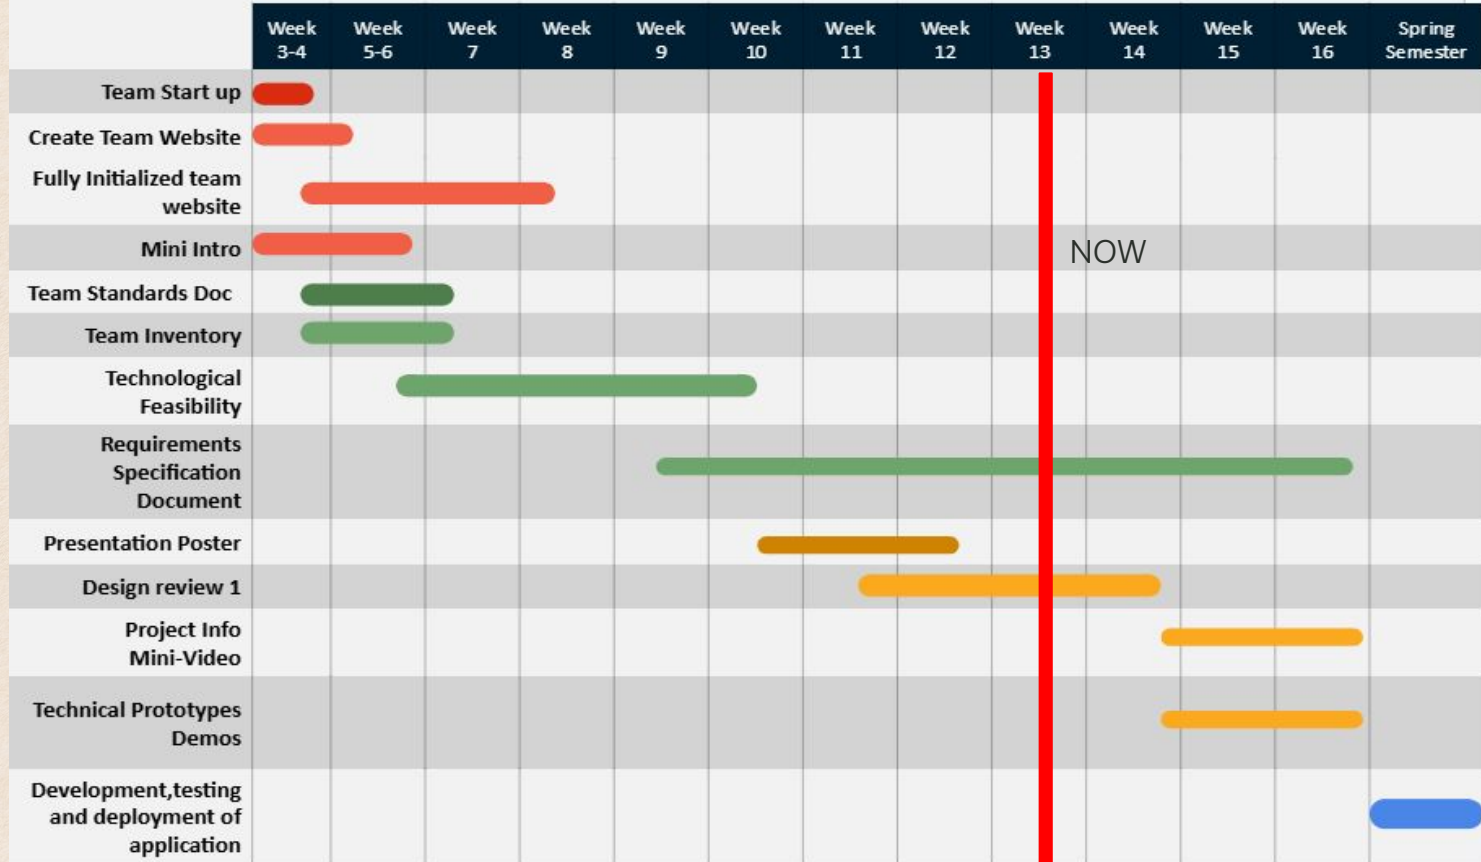 Week Week Week Week Week Week Week Week Week Week Week Week Spring
3-4 5-6 7 8 9 10 11 12 13 14 15 16 Semester
Team Start up
Create Team Website
Fully Initialized team
website
Mini Intro
NOW
Team Standards Doc
Team Inventory
Technological
Feasibility
Requirements
Specification
Document
Presentation Poster
Design review 1
Project Info
Mini-Video
Technical Prototypes
Demos
Development,testing
and deployment of
application